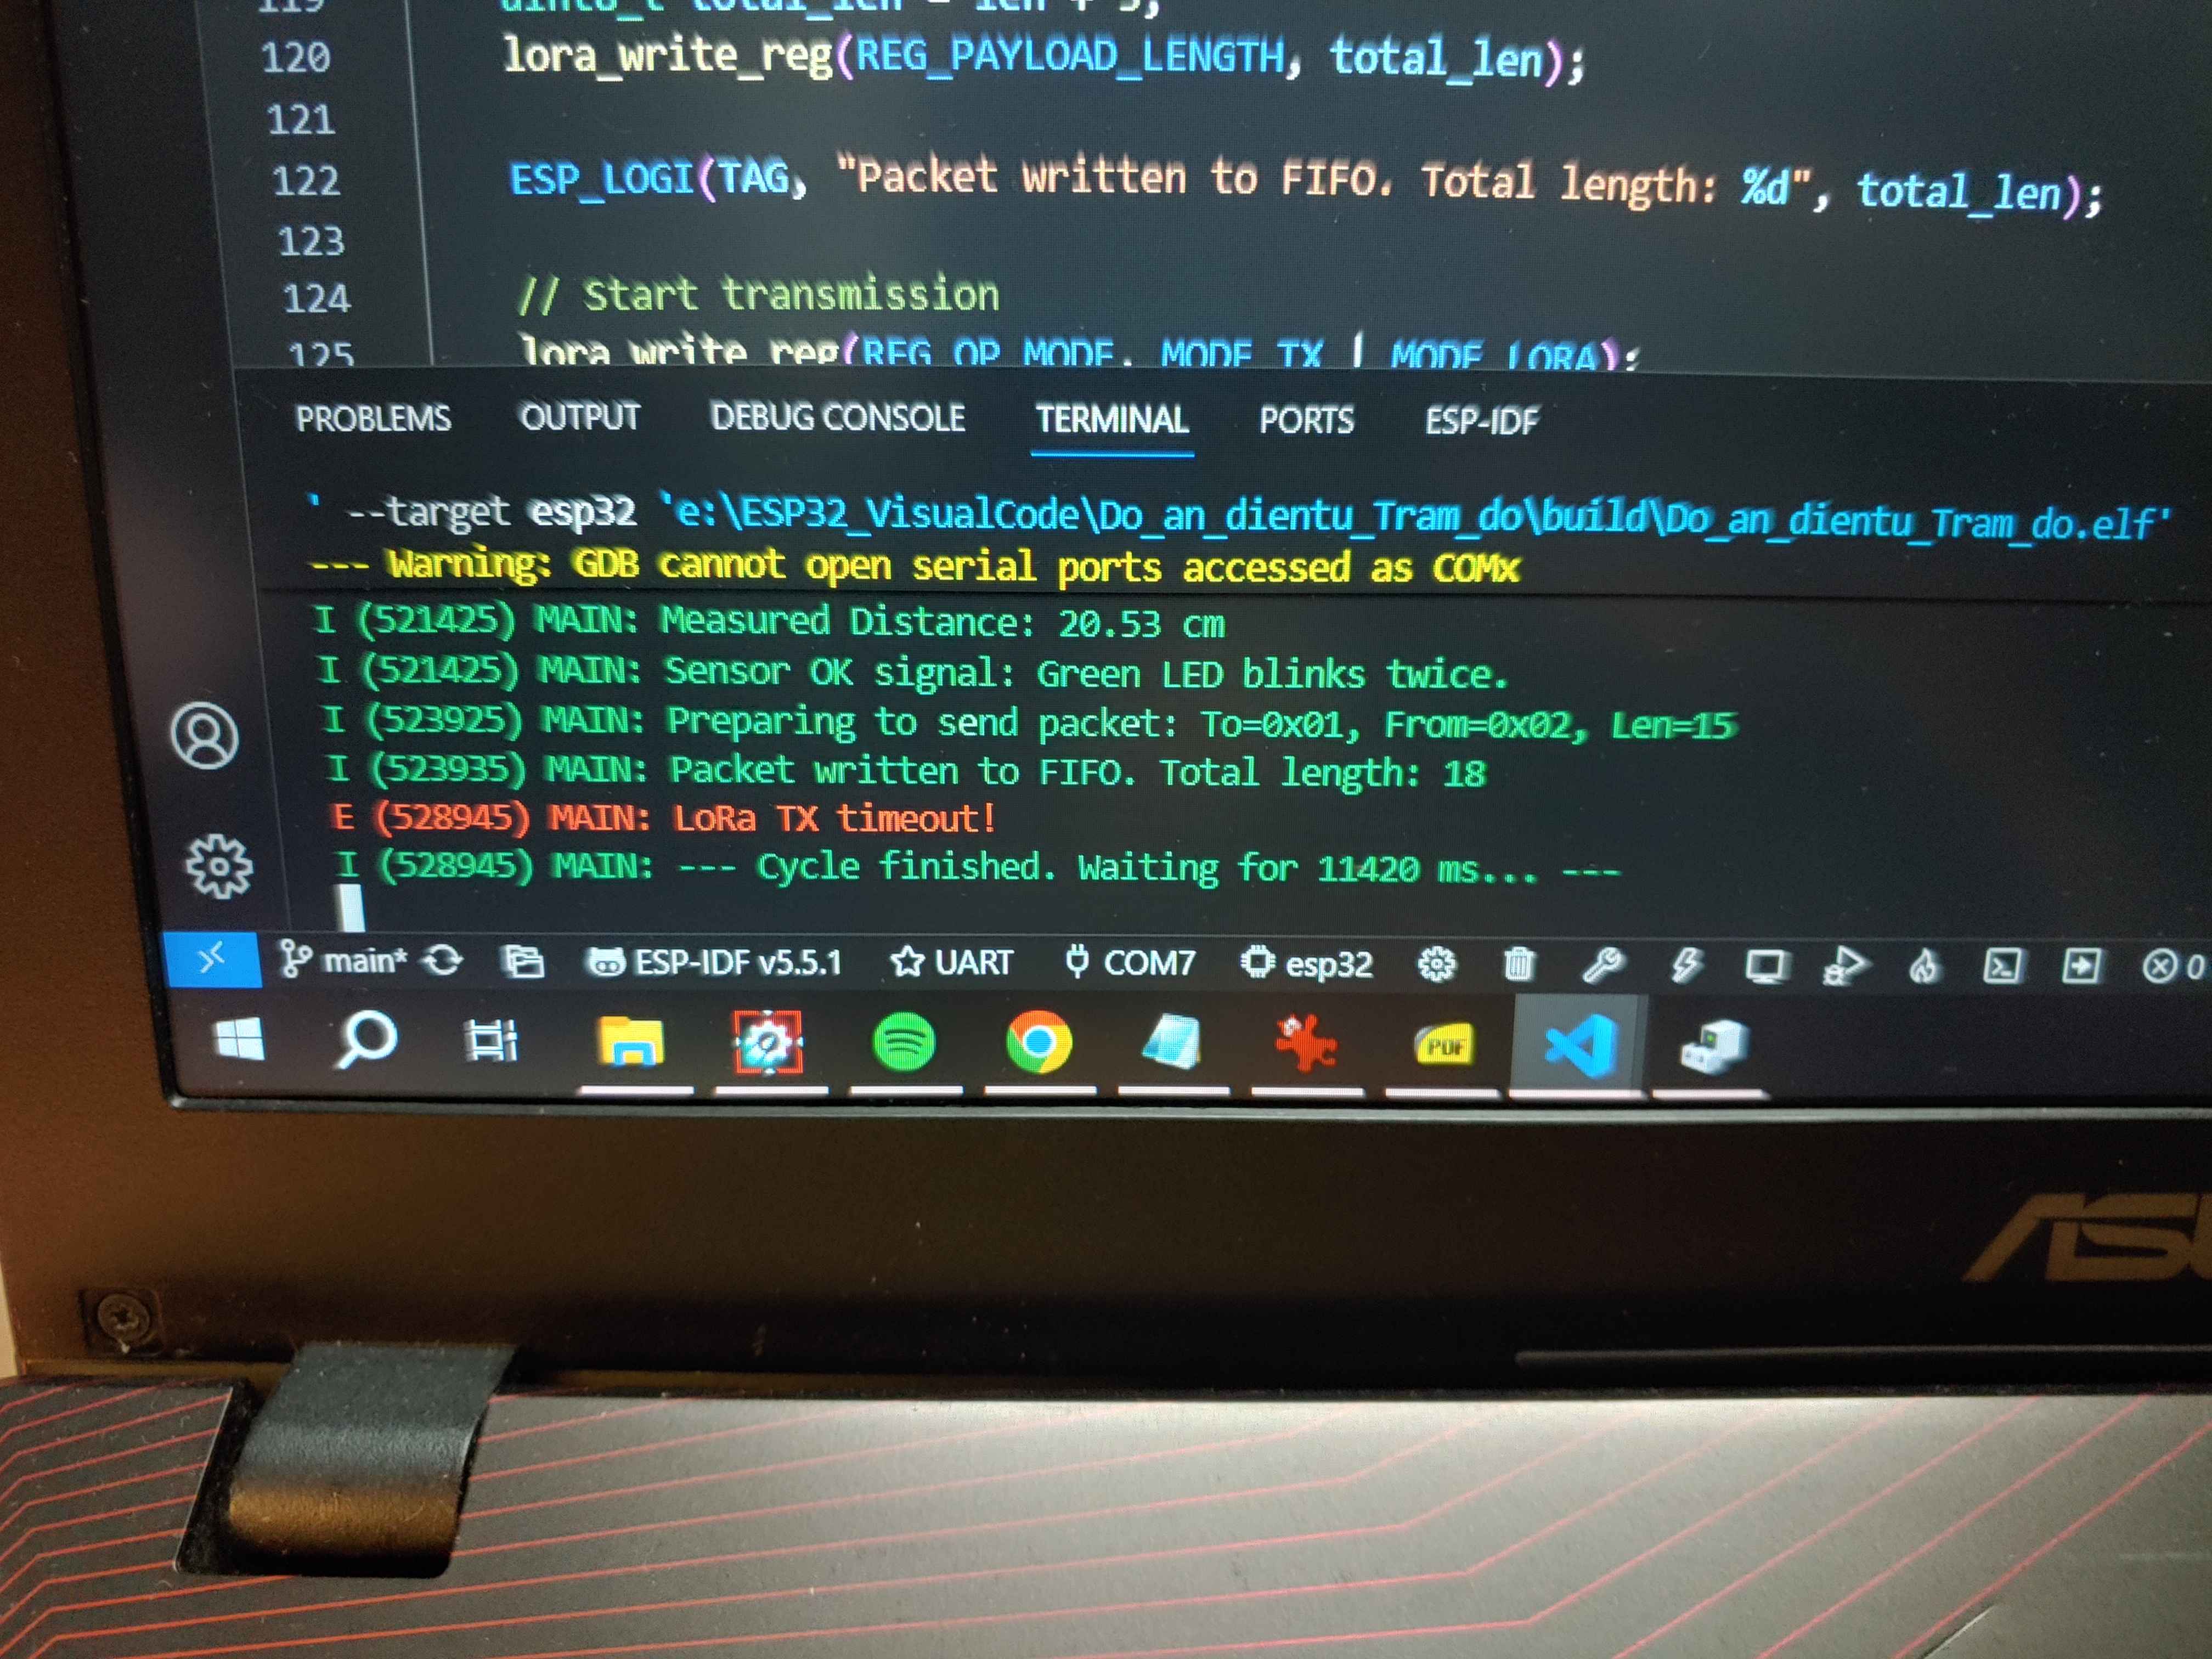 119 uint8_t total_len = len + 3;
120 lora_write_reg(REG_PAYLOAD_LENGTH, total_len);
121
122 ESP_LOGI(TAG, "Packet written to FIFO. Total length: %d", total_len);
123
124 // Start transmission
125 lora_write_reg(REG_OP_MODE, MODE_TX | MODE_LORA);
PROBLEMS OUTPUT DEBUG CONSOLE TERMINAL PORTS ESP-IDF
' --target esp32 'e:\ESP32_VisualCode\Do_an_dientu_Tram_do\build\Do_an_dientu_Tram_do.elf'
--- Warning: GDB cannot open serial ports accessed as COMx
I (521425) MAIN: Measured Distance: 20.53 cm
I (521425) MAIN: Sensor OK signal: Green LED blinks twice.
I (523925) MAIN: Preparing to send packet: To=0x01, From=0x02, Len=15
I (523935) MAIN: Packet written to FIFO. Total length: 18
E (528945) MAIN: LoRa TX timeout!
I (528945) MAIN: --- Cycle finished. Waiting for 11420 ms... ---
main* ESP-IDF v5.5.1 UART COM7 esp32 0
PDF